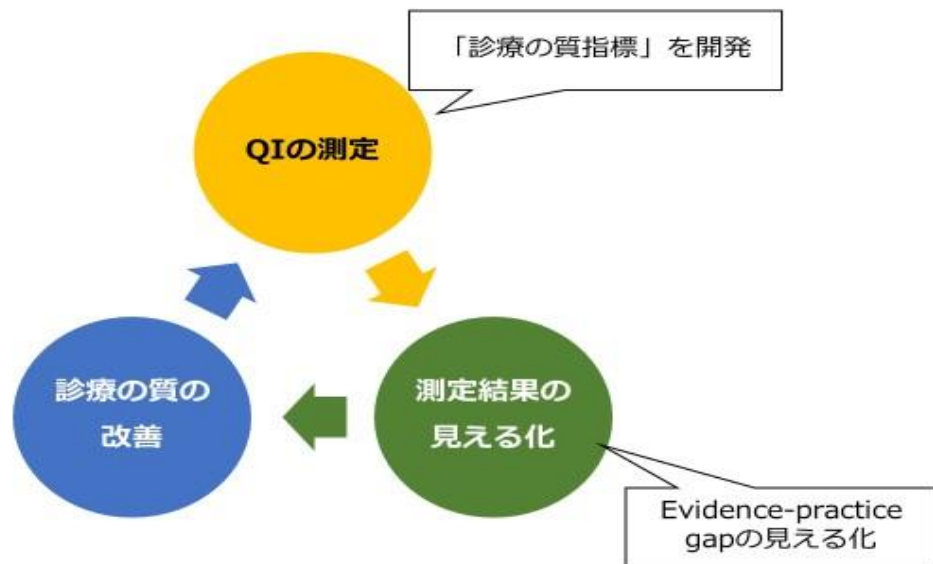 「診療の質指標」を開発
QIの測定
診療の質の
改善
測定結果の
見える化
Evidence-practice
gapの見える化